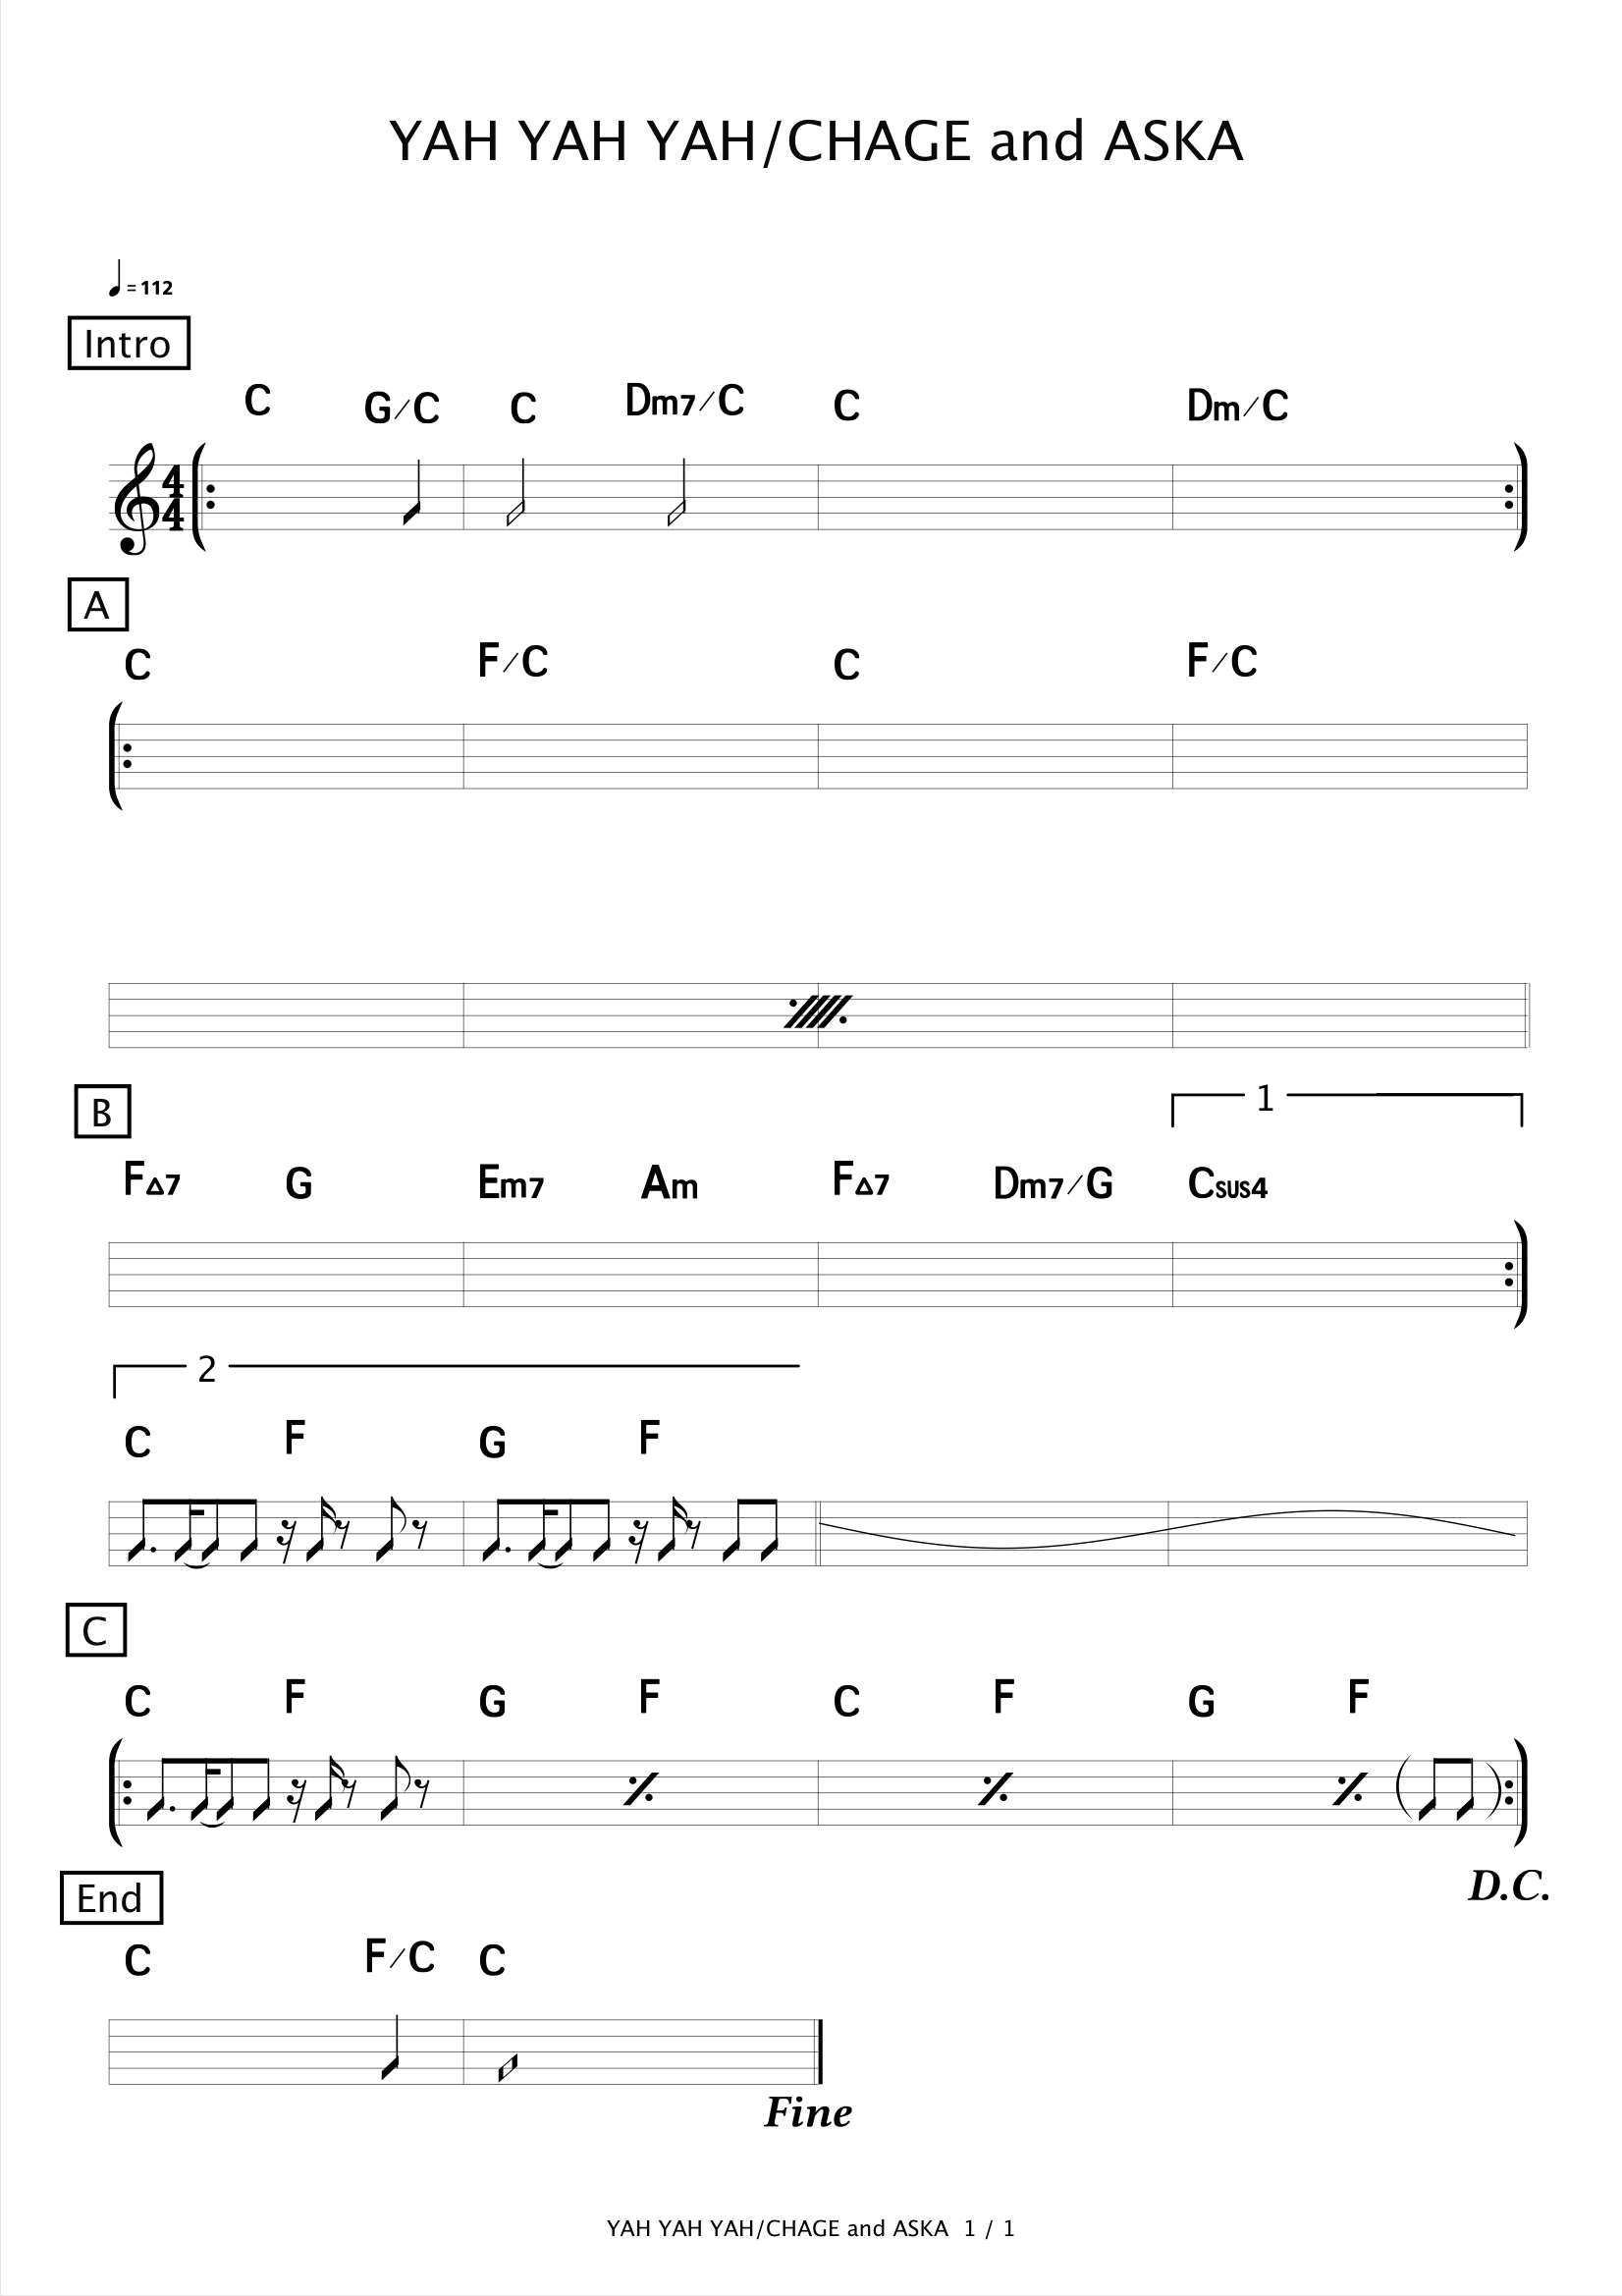 YAH YAH YAH/CHAGE and ASKA
= 112
Intro
C G/C C Dm7/C C Dm/C
4
4
A
C F/C C F/C
B 1
F△7 G Em7 Am F△7 Dm7/G Csus4
2
C F G F
C
C F G F C F G F
D.C.
End
C F/C C
Fine
YAH YAH YAH/CHAGE and ASKA 1 / 1